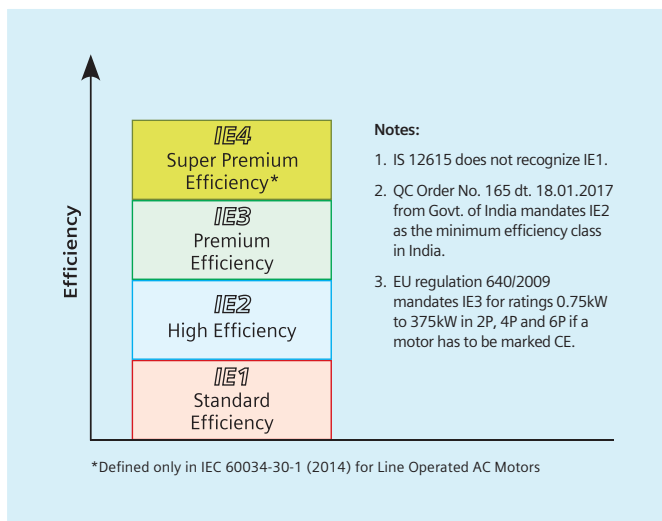 Efficiency
IE4
Super Premium
Efficiency*
IE3
Premium
Efficiency
IE2
High Efficiency
IE1
Standard
Efficiency
Notes:
1. IS 12615 does not recognize IE1.
2. QC Order No. 165 dt. 18.01.2017
from Govt. of India mandates IE2
as the minimum efficiency class
in India.
3. EU regulation 640/2009
mandates IE3 for ratings 0.75kW
to 375kW in 2P, 4P and 6P if a
motor has to be marked CE.
*Defined only in IEC 60034-30-1 (2014) for Line Operated AC Motors